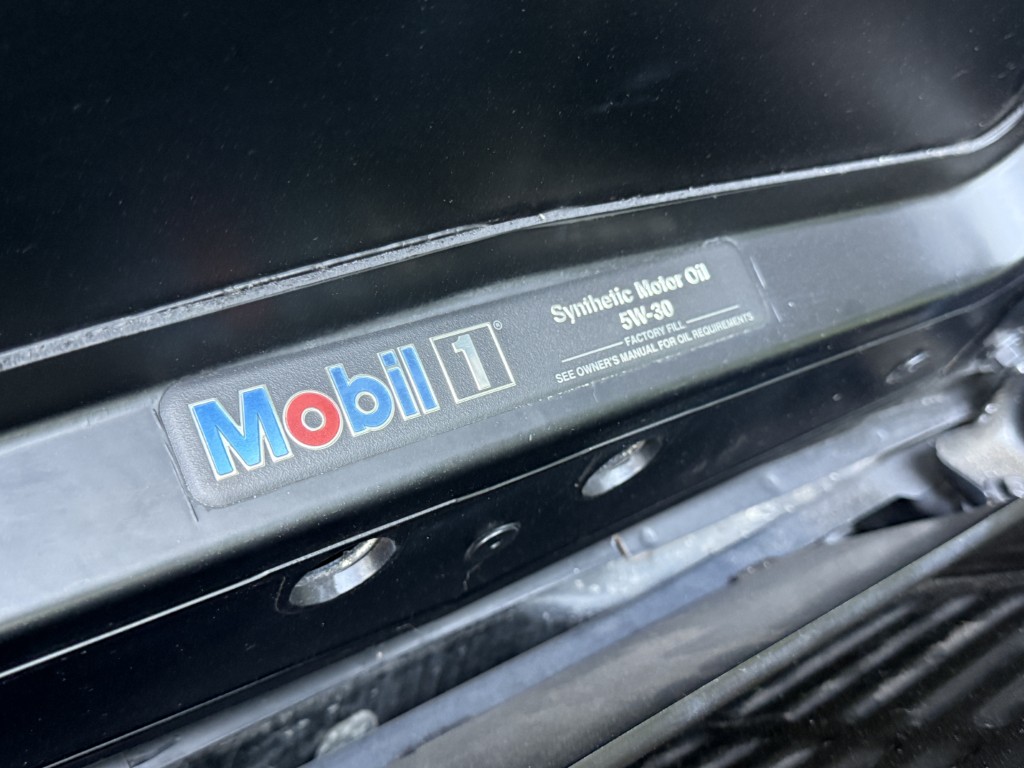 Mobil 1®
Synthetic Motor Oil
5W-30
FACTORY FILL
SEE OWNER'S MANUAL FOR OIL REQUIREMENTS